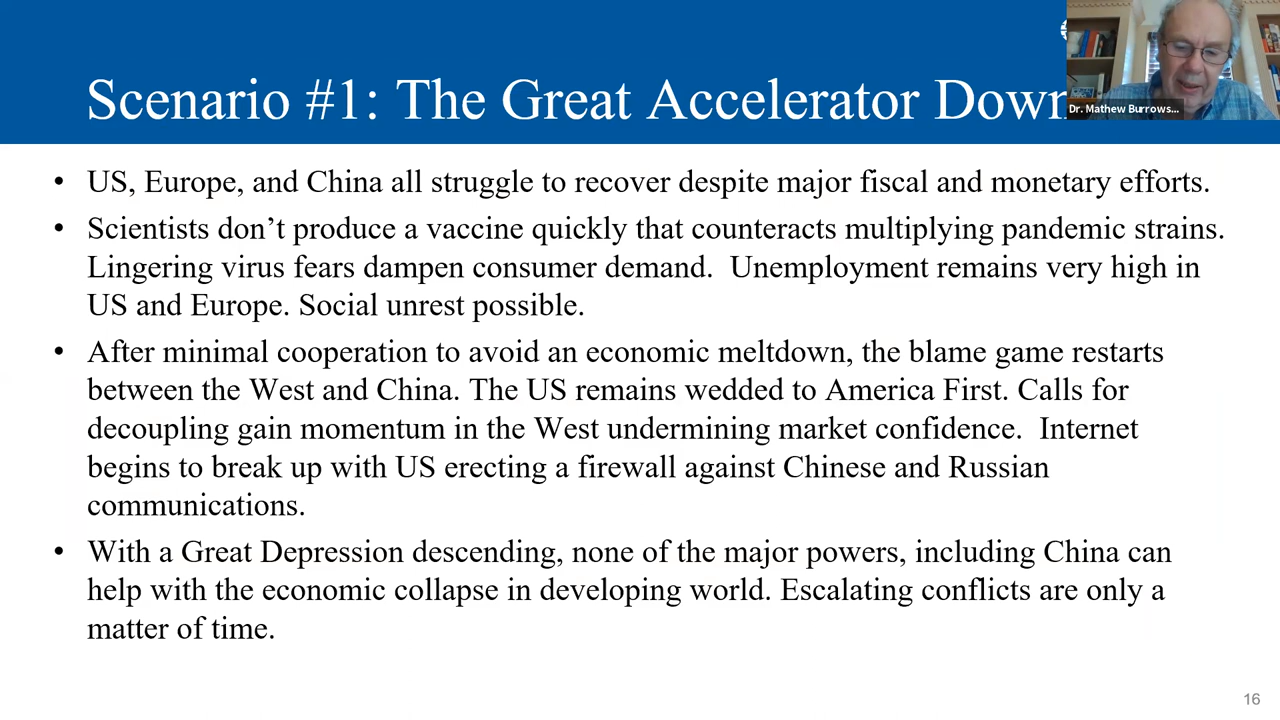 Scenario #1: The Great Accelerator Down
Dr. Mathew Burrows...
• US, Europe, and China all struggle to recover despite major fiscal and monetary efforts.
• Scientists don’t produce a vaccine quickly that counteracts multiplying pandemic strains.
Lingering virus fears dampen consumer demand.  Unemployment remains very high in
US and Europe. Social unrest possible.
• After minimal cooperation to avoid an economic meltdown, the blame game restarts
between the West and China. The US remains wedded to America First. Calls for
decoupling gain momentum in the West undermining market confidence.  Internet
begins to break up with US erecting a firewall against Chinese and Russian
communications.
• With a Great Depression descending, none of the major powers, including China can
help with the economic collapse in developing world. Escalating conflicts are only a
matter of time.
16